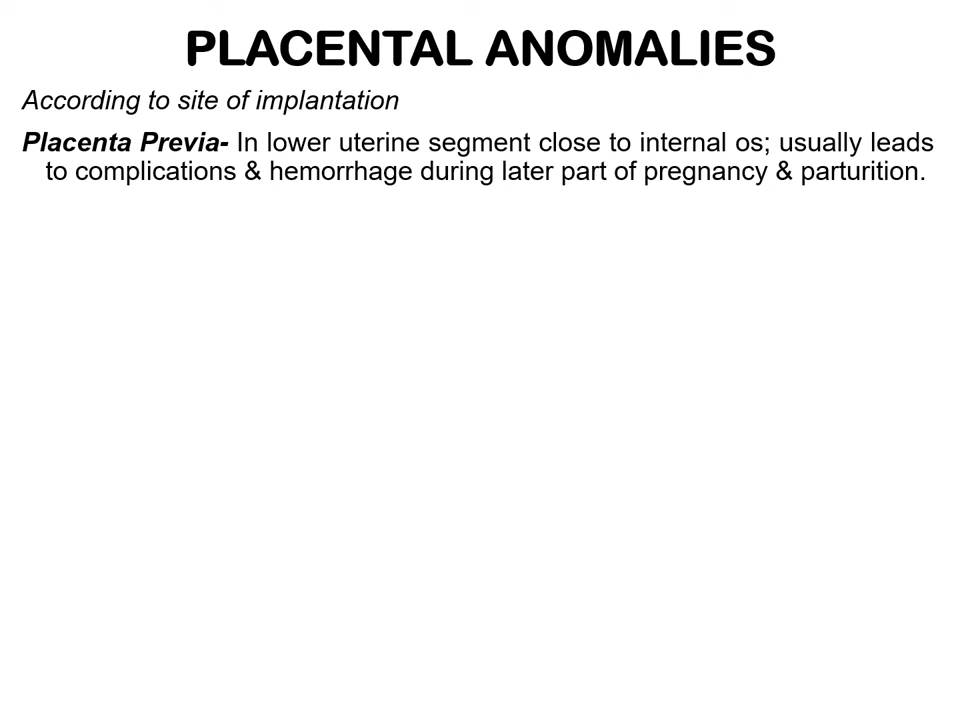 PLACENTAL ANOMALIES
According to site of implantation
Placenta Previa- In lower uterine segment close to internal os; usually leads
to complications & hemorrhage during later part of pregnancy & parturition.